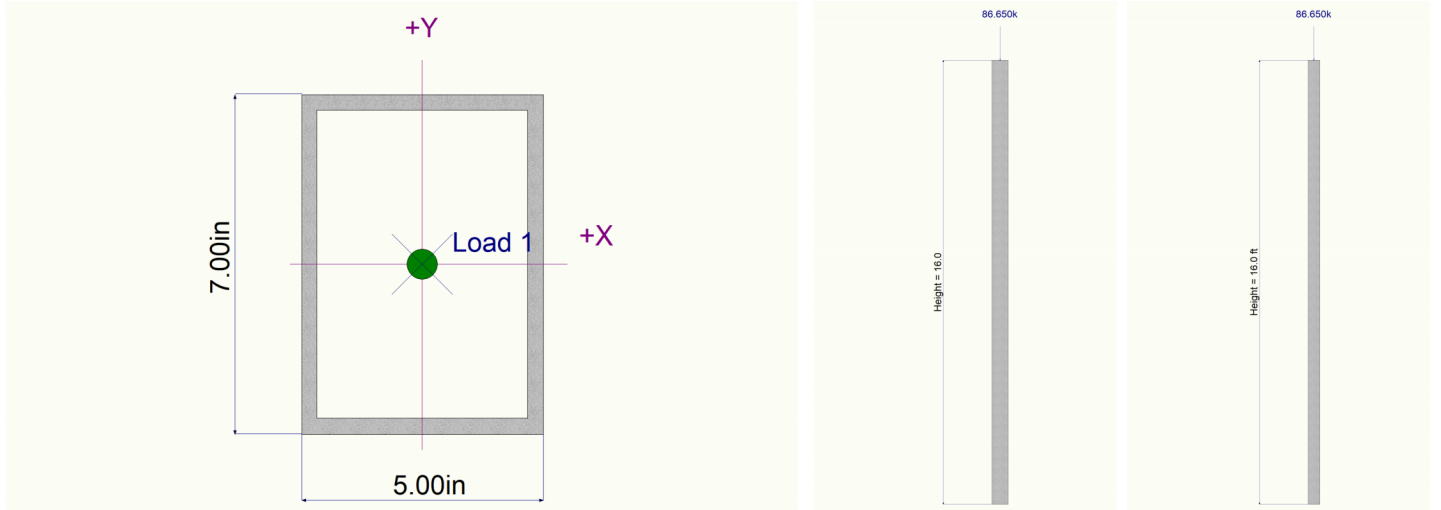 +Y
7.00in
Load 1
+X
5.00in
86.650k
Height = 16.0
86.650k
Height = 16.0 ft